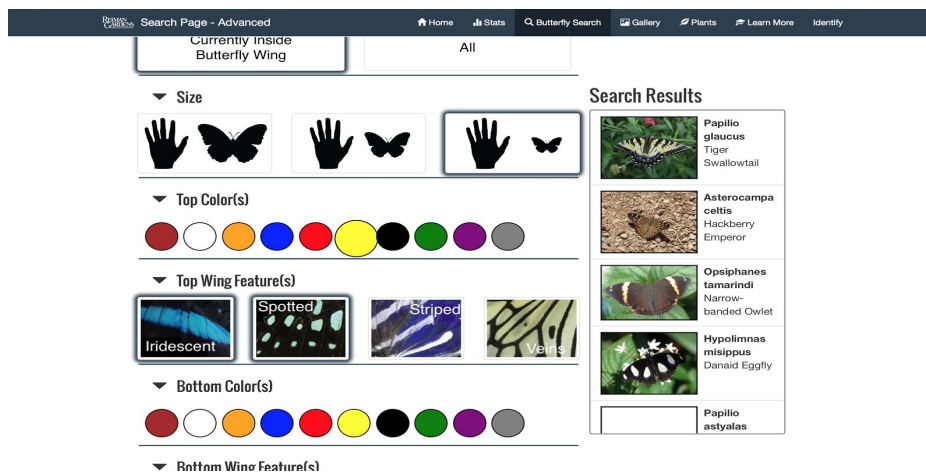 REIMAN
GARDENS
Search Page - Advanced
Home
Stats
Butterfly Search
Gallery
Plants
Learn More
Identify
Currently Inside
Butterfly Wing
All
Size
Top Color(s)
Top Wing Feature(s)
Iridescent
Spotted
Striped
Veins
Bottom Color(s)
Bottom Wing Feature(s)
Search Results
Papilio
glaucus
Tiger
Swallowtail
Asterocampa
celtis
Hackberry
Emperor
Opsiphanes
tamarindi
Narrow-
banded Owlet
Hypolimnas
misippus
Danaid Eggfly
Papilio
astyalas